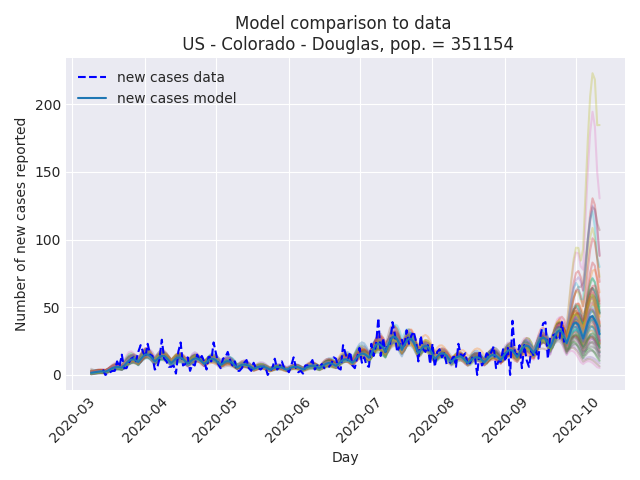 Model comparison to data
US - Colorado - Douglas, pop. = 351154
new cases data
new cases model
Number of new cases reported
200
150
100
50
0
2020-03
2020-04
2020-05
2020-06
2020-07
2020-08
2020-09
2020-10
Day